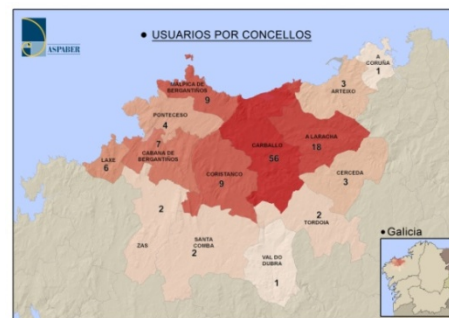 ASPABER
● USUARIOS POR CONCELLOS
A CORUÑA
1
3
ARTEIXO
MALPICA DE BERGANTIÑOS
9
PONTECESO
4
CARBALLO
56
A LARACHA
18
7
CABANA DE BERGANTIÑOS
LAXE
6
CORISTANCO
9
CERCEDA
3
2
ZAS
SANTA COMBA
2
2
TORDOIA
VAL DO DUBRA
1
● Galicia